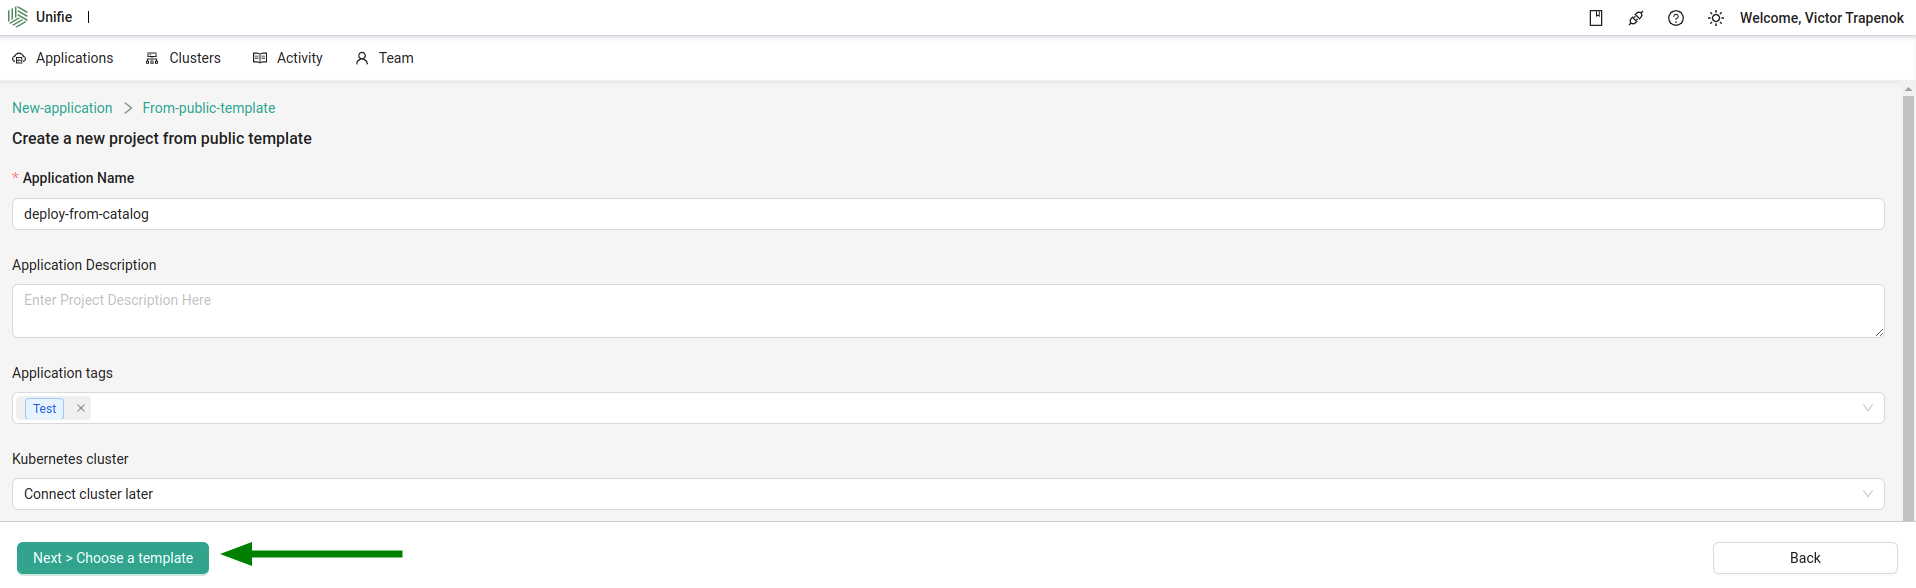 Unifie
Welcome, Victor Trapenok
Applications Clusters Activity Team
New-application > From-public-template
Create a new project from public template
* Application Name
deploy-from-catalog
Application Description
Enter Project Description Here
Application tags
Test
Kubernetes cluster
Connect cluster later
Next > Choose a template
Back